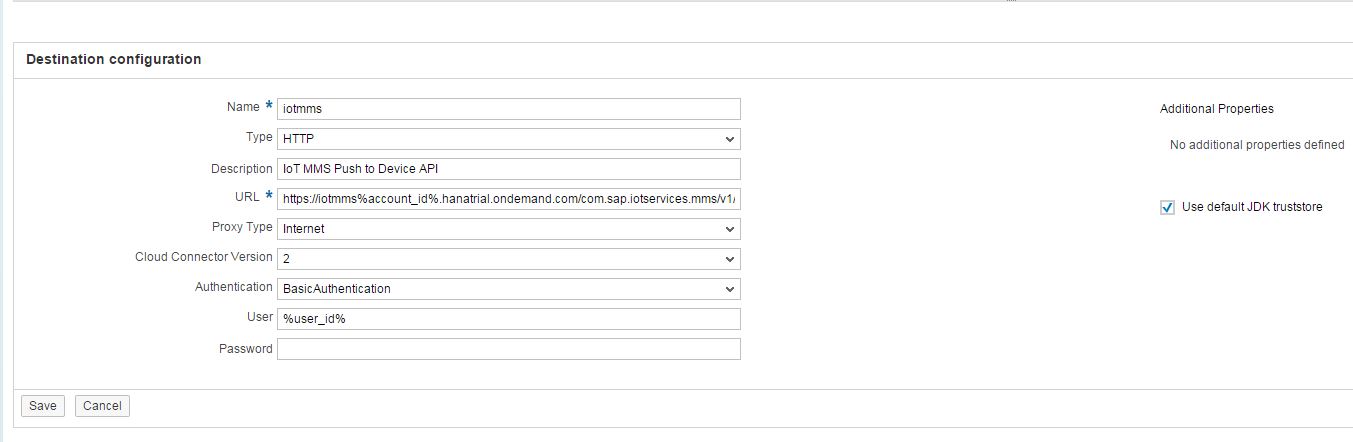 Destination configuration
Name * iotmms
Type HTTP
Description IoT MMS Push to Device API
URL * https://iotmms%account_id%.hanatrial.ondemand.com/com.sap.iotservices.mms/v1/
Proxy Type Internet
Cloud Connector Version 2
Authentication BasicAuthentication
User %user_id%
Password
Additional Properties
No additional properties defined
Use default JDK truststore
Save Cancel